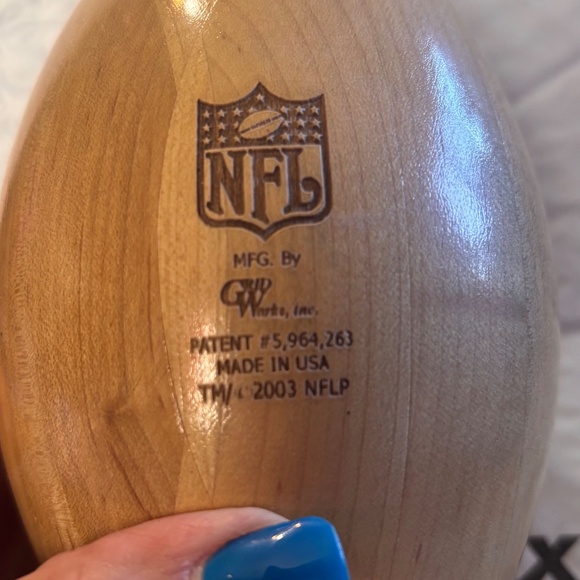 NFL
MFG. By
Works, inc.
PATENT #5,964,263
MADE IN USA
TM/©2003 NFLP
X